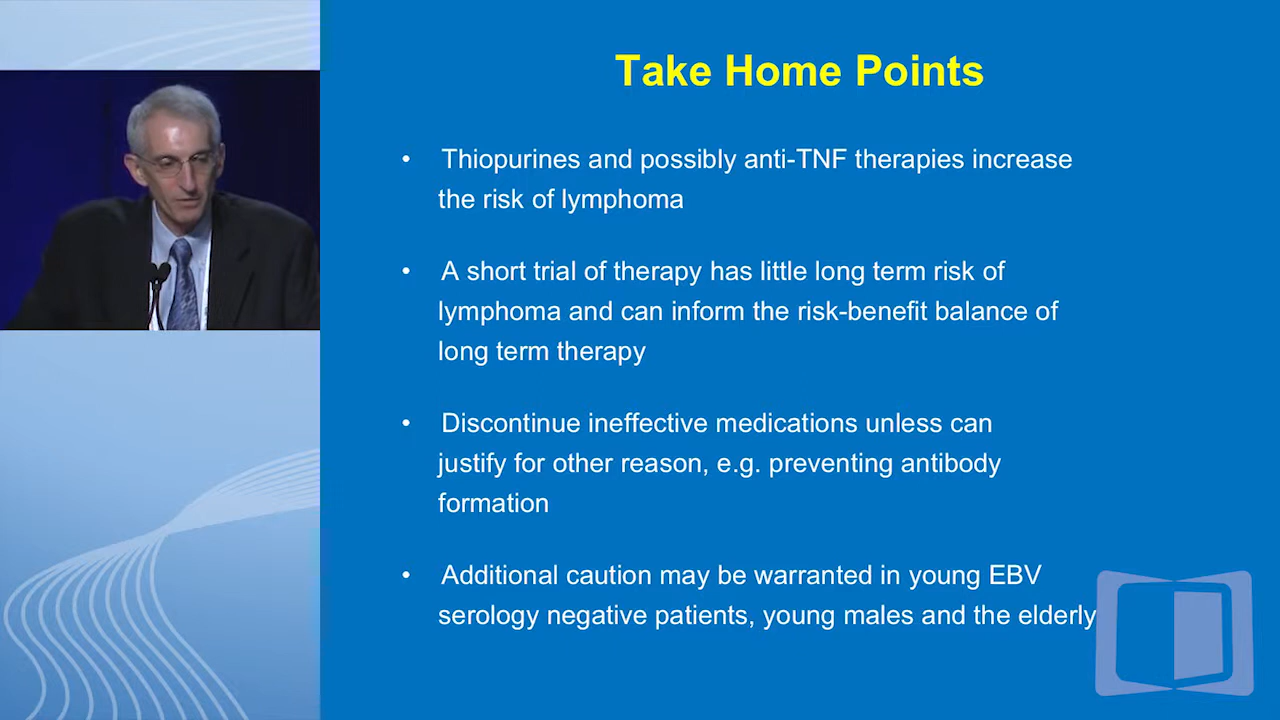 Take Home Points
• Thiopurines and possibly anti-TNF therapies increase
the risk of lymphoma
• A short trial of therapy has little long term risk of
lymphoma and can inform the risk-benefit balance of
long term therapy
• Discontinue ineffective medications unless can
justify for other reason, e.g. preventing antibody
formation
• Additional caution may be warranted in young EBV
serology negative patients, young males and the elderly